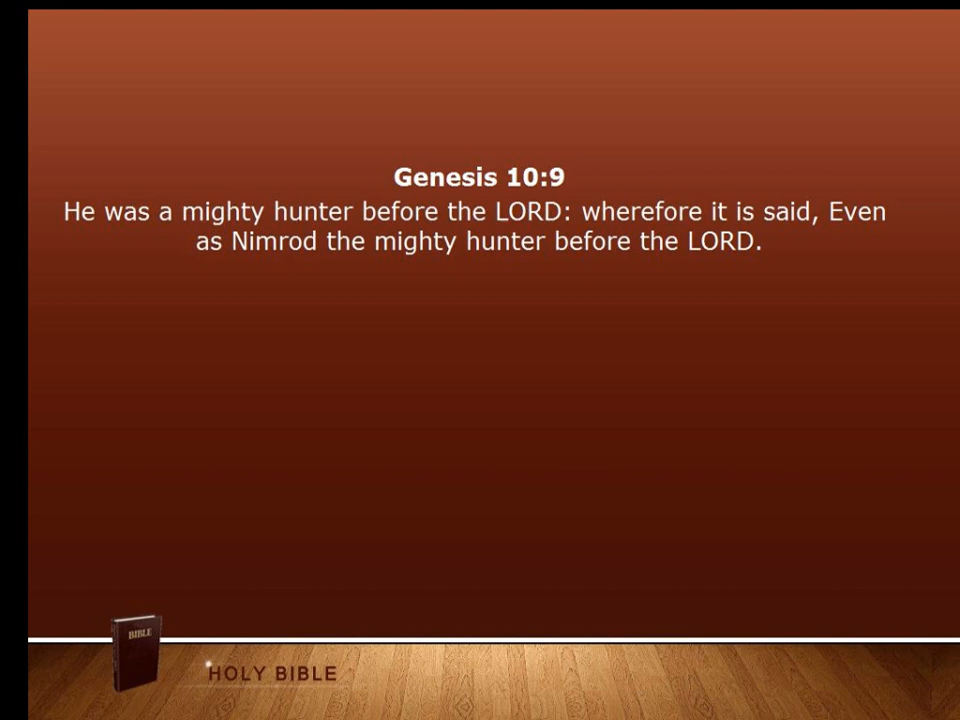 Genesis 10:9
He was a mighty hunter before the LORD: wherefore it is said, Even
as Nimrod the mighty hunter before the LORD.
BIBLE
HOLY BIBLE